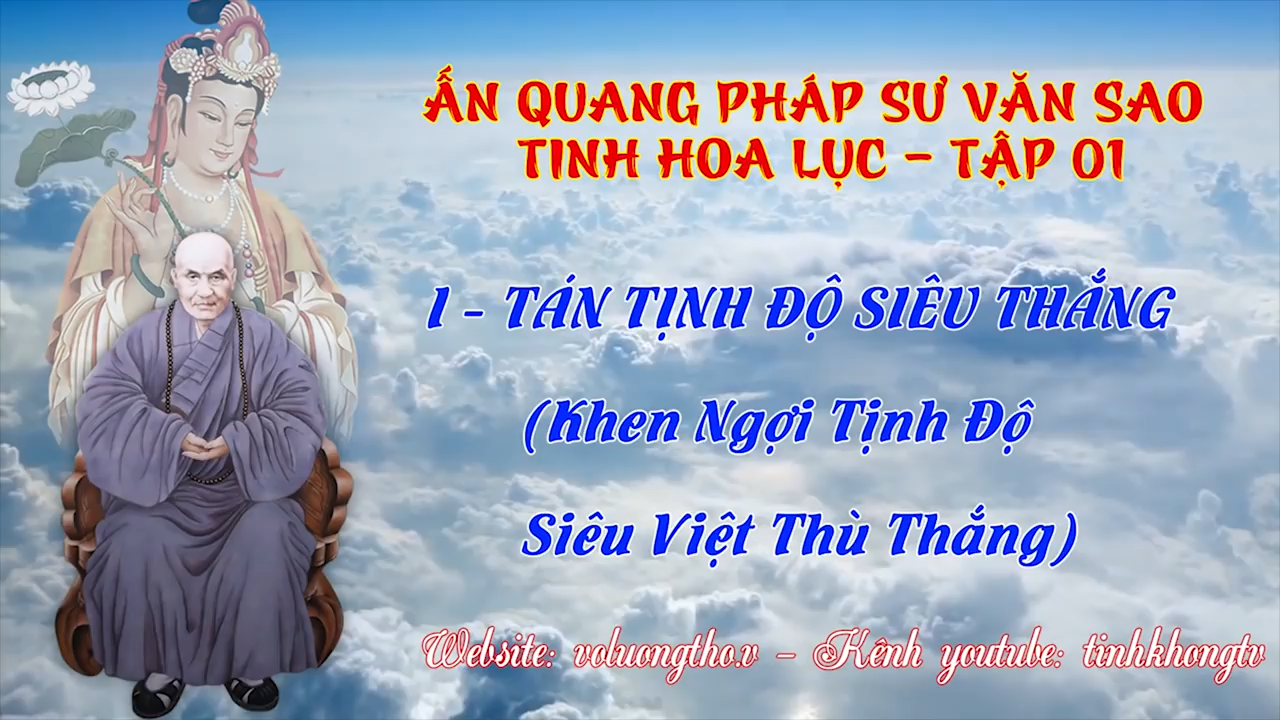 ẤN QUANG PHÁP SƯ VĂN SAO
TINH HOA LỤC - TẬP 01
I - TÁN TỊNH ĐỘ SIÊU THẮNG
(Khen Ngợi Tịnh Độ
Siêu Việt Thù Thắng)
Website: voluongtho.v - Kênh youtube: tinhkhongtv